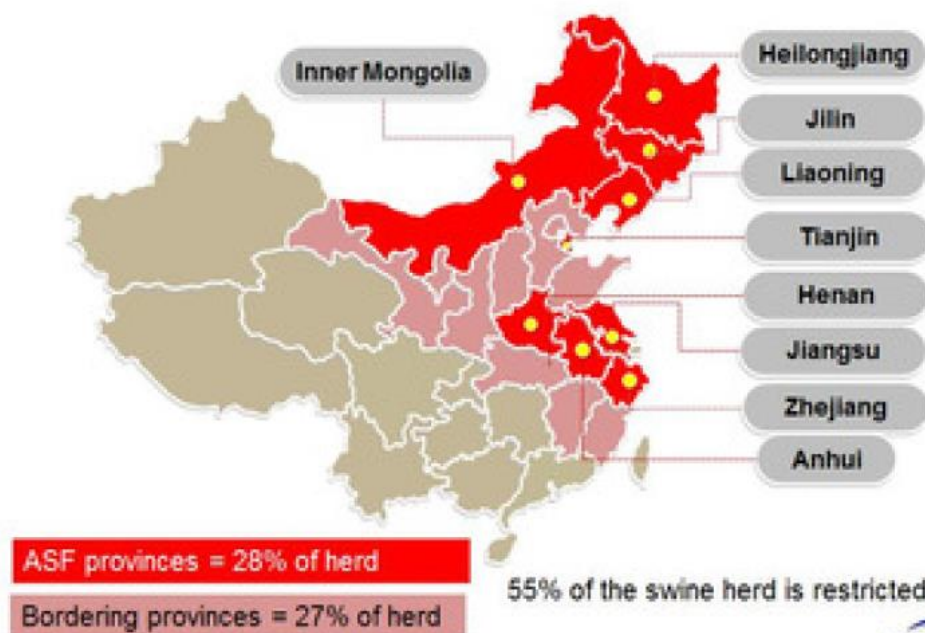 Inner Mongolia
Heilongjiang
Jilin
Liaoning
Tianjin
Henan
Jiangsu
Zhejiang
Anhui
ASF provinces = 28% of herd
55% of the swine herd is restricted
Bordering provinces = 27% of herd